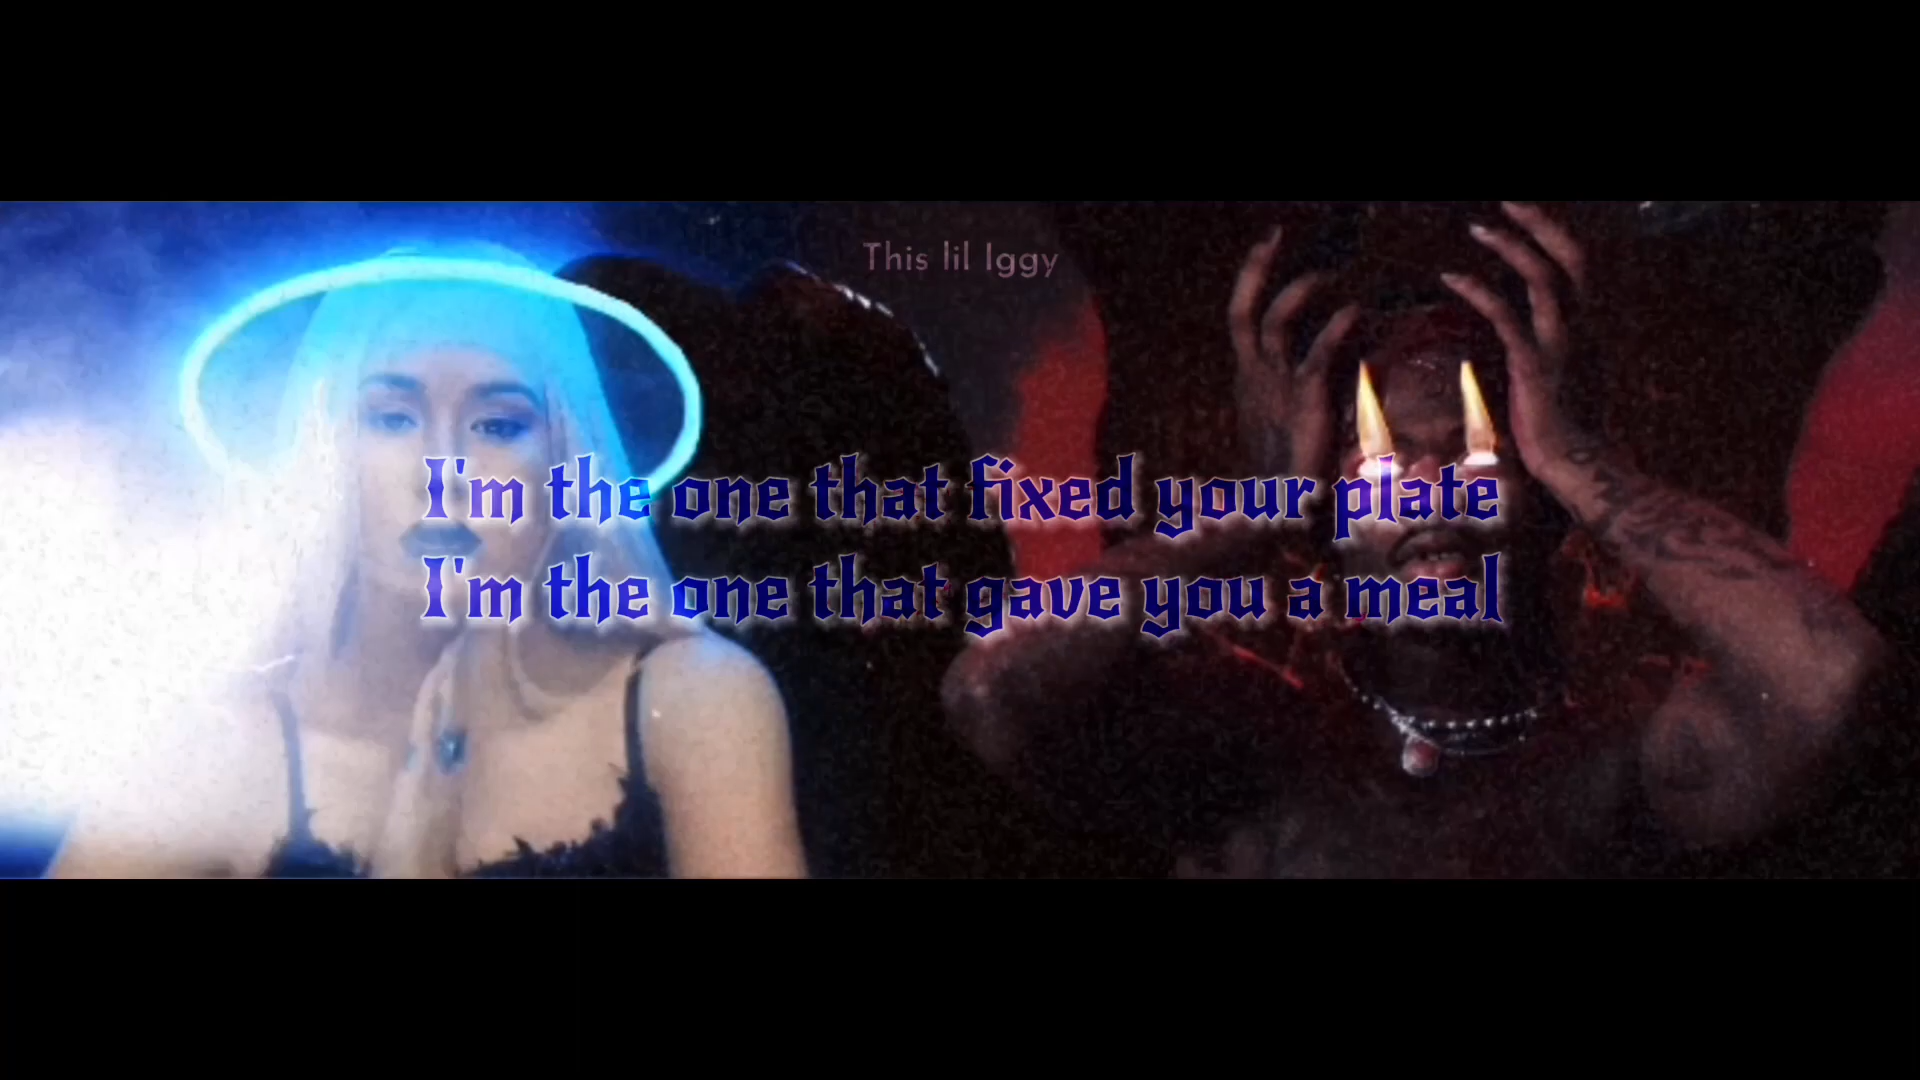 This lil Iggy
I'm the one that fixed your plate
I'm the one that gave you a meal